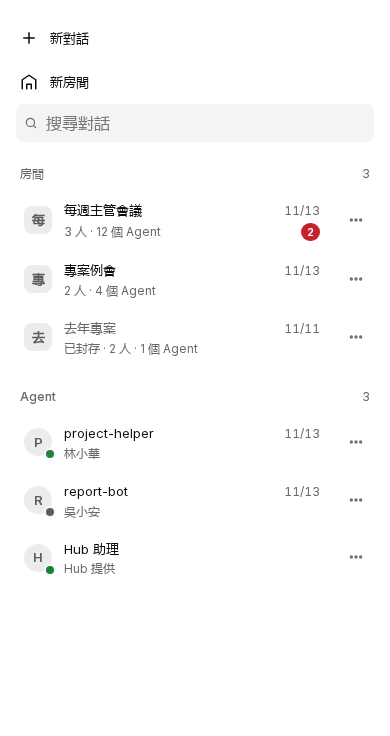 新對話
新房間
搜尋對話
房間 3
每 每週主管會議 11/13
3 人 · 12 個 Agent 2
專 專案例會 11/13
2 人 · 4 個 Agent
去 去年專案 11/11
已封存 · 2 人 · 1 個 Agent
Agent 3
P project-helper 11/13
林小華
R report-bot 11/13
吳小安
H Hub 助理
Hub 提供